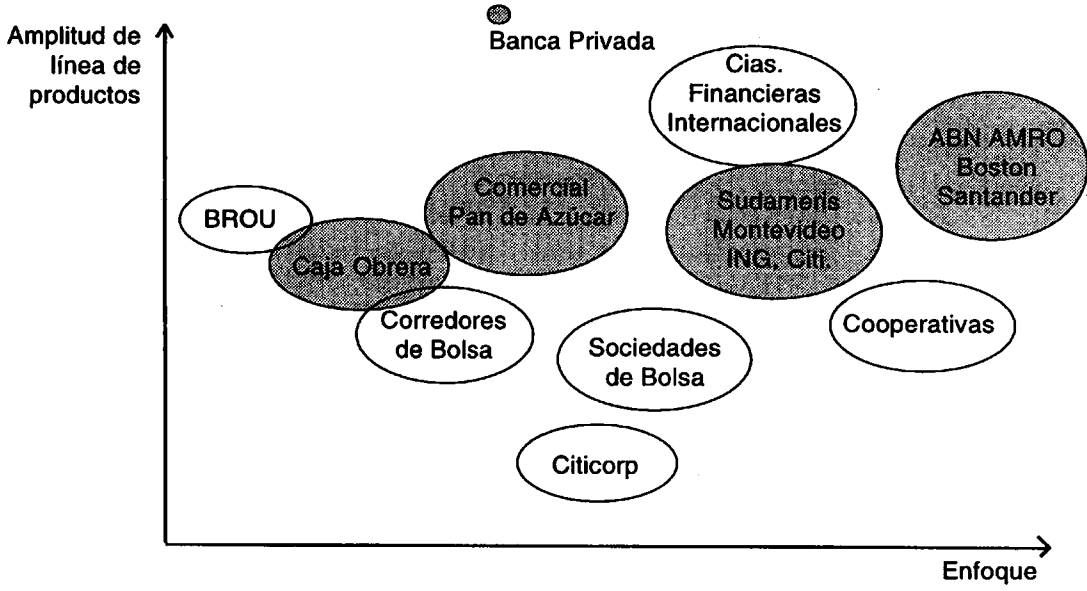 Amplitud de
línea de
productos
Banca Privada
Cias.
Financieras
Internacionales
ABN AMRO
Boston
Santander
Comercial
Pan de Azúcar
Sudameris
Montevideo
ING, Citi.
BROU
Caja Obrera
Corredores
de Bolsa
Sociedades
de Bolsa
Cooperativas
Citicorp
Enfoque